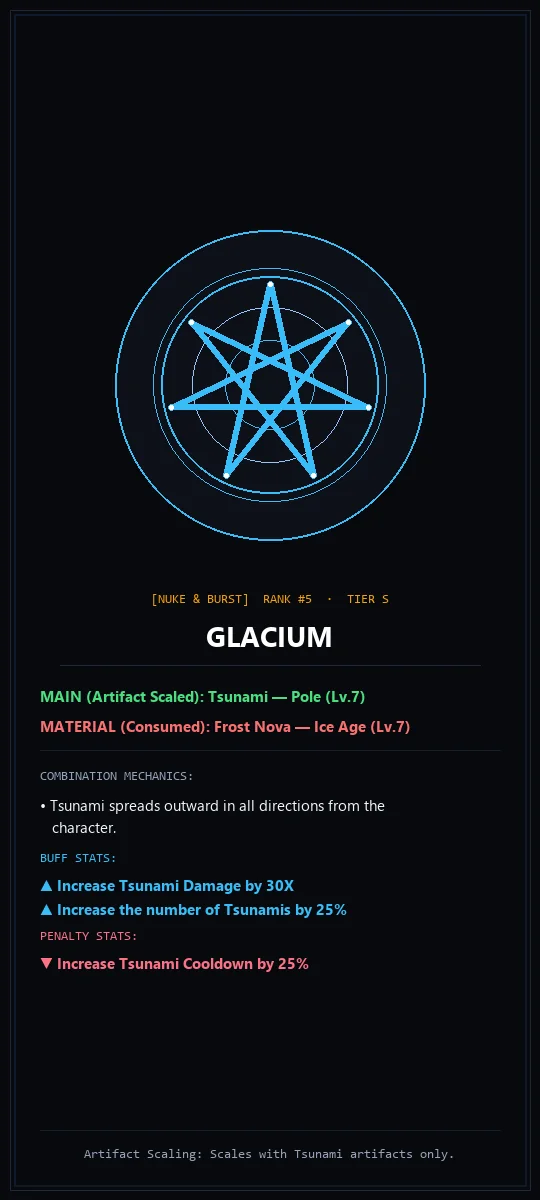 [NUKE & BURST] RANK #5 · TIER S
GLACIUM
MAIN (Artifact Scaled): Tsunami — Pole (Lv.7)
MATERIAL (Consumed): Frost Nova — Ice Age (Lv.7)
COMBINATION MECHANICS:
• Tsunami spreads outward in all directions from the
character.
BUFF STATS:
▲ Increase Tsunami Damage by 30X
▲ Increase the number of Tsunamis by 25%
PENALTY STATS:
▼ Increase Tsunami Cooldown by 25%
Artifact Scaling: Scales with Tsunami artifacts only.